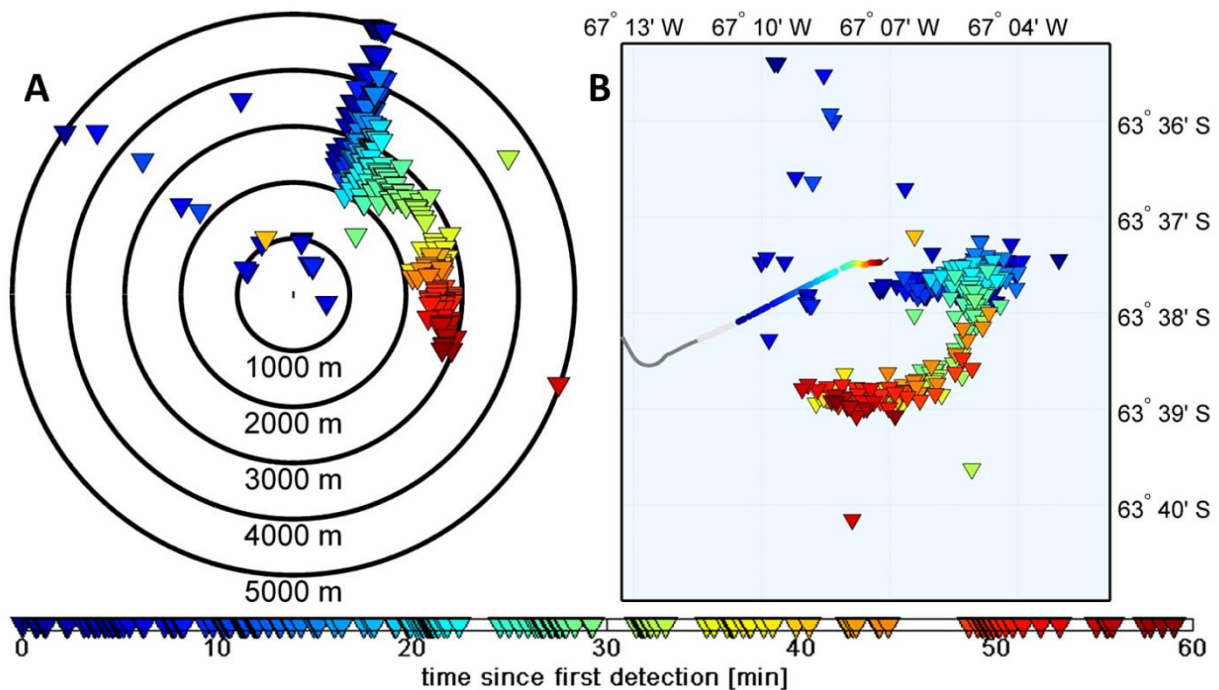 67° 13' W 67° 10' W 67° 07' W 67° 04' W
A
B
63° 36' S
63° 37' S
63° 38' S
63° 39' S
63° 40' S
1000 m
2000 m
3000 m
4000 m
5000 m
0 10 20 30 40 50 60
time since first detection [min]